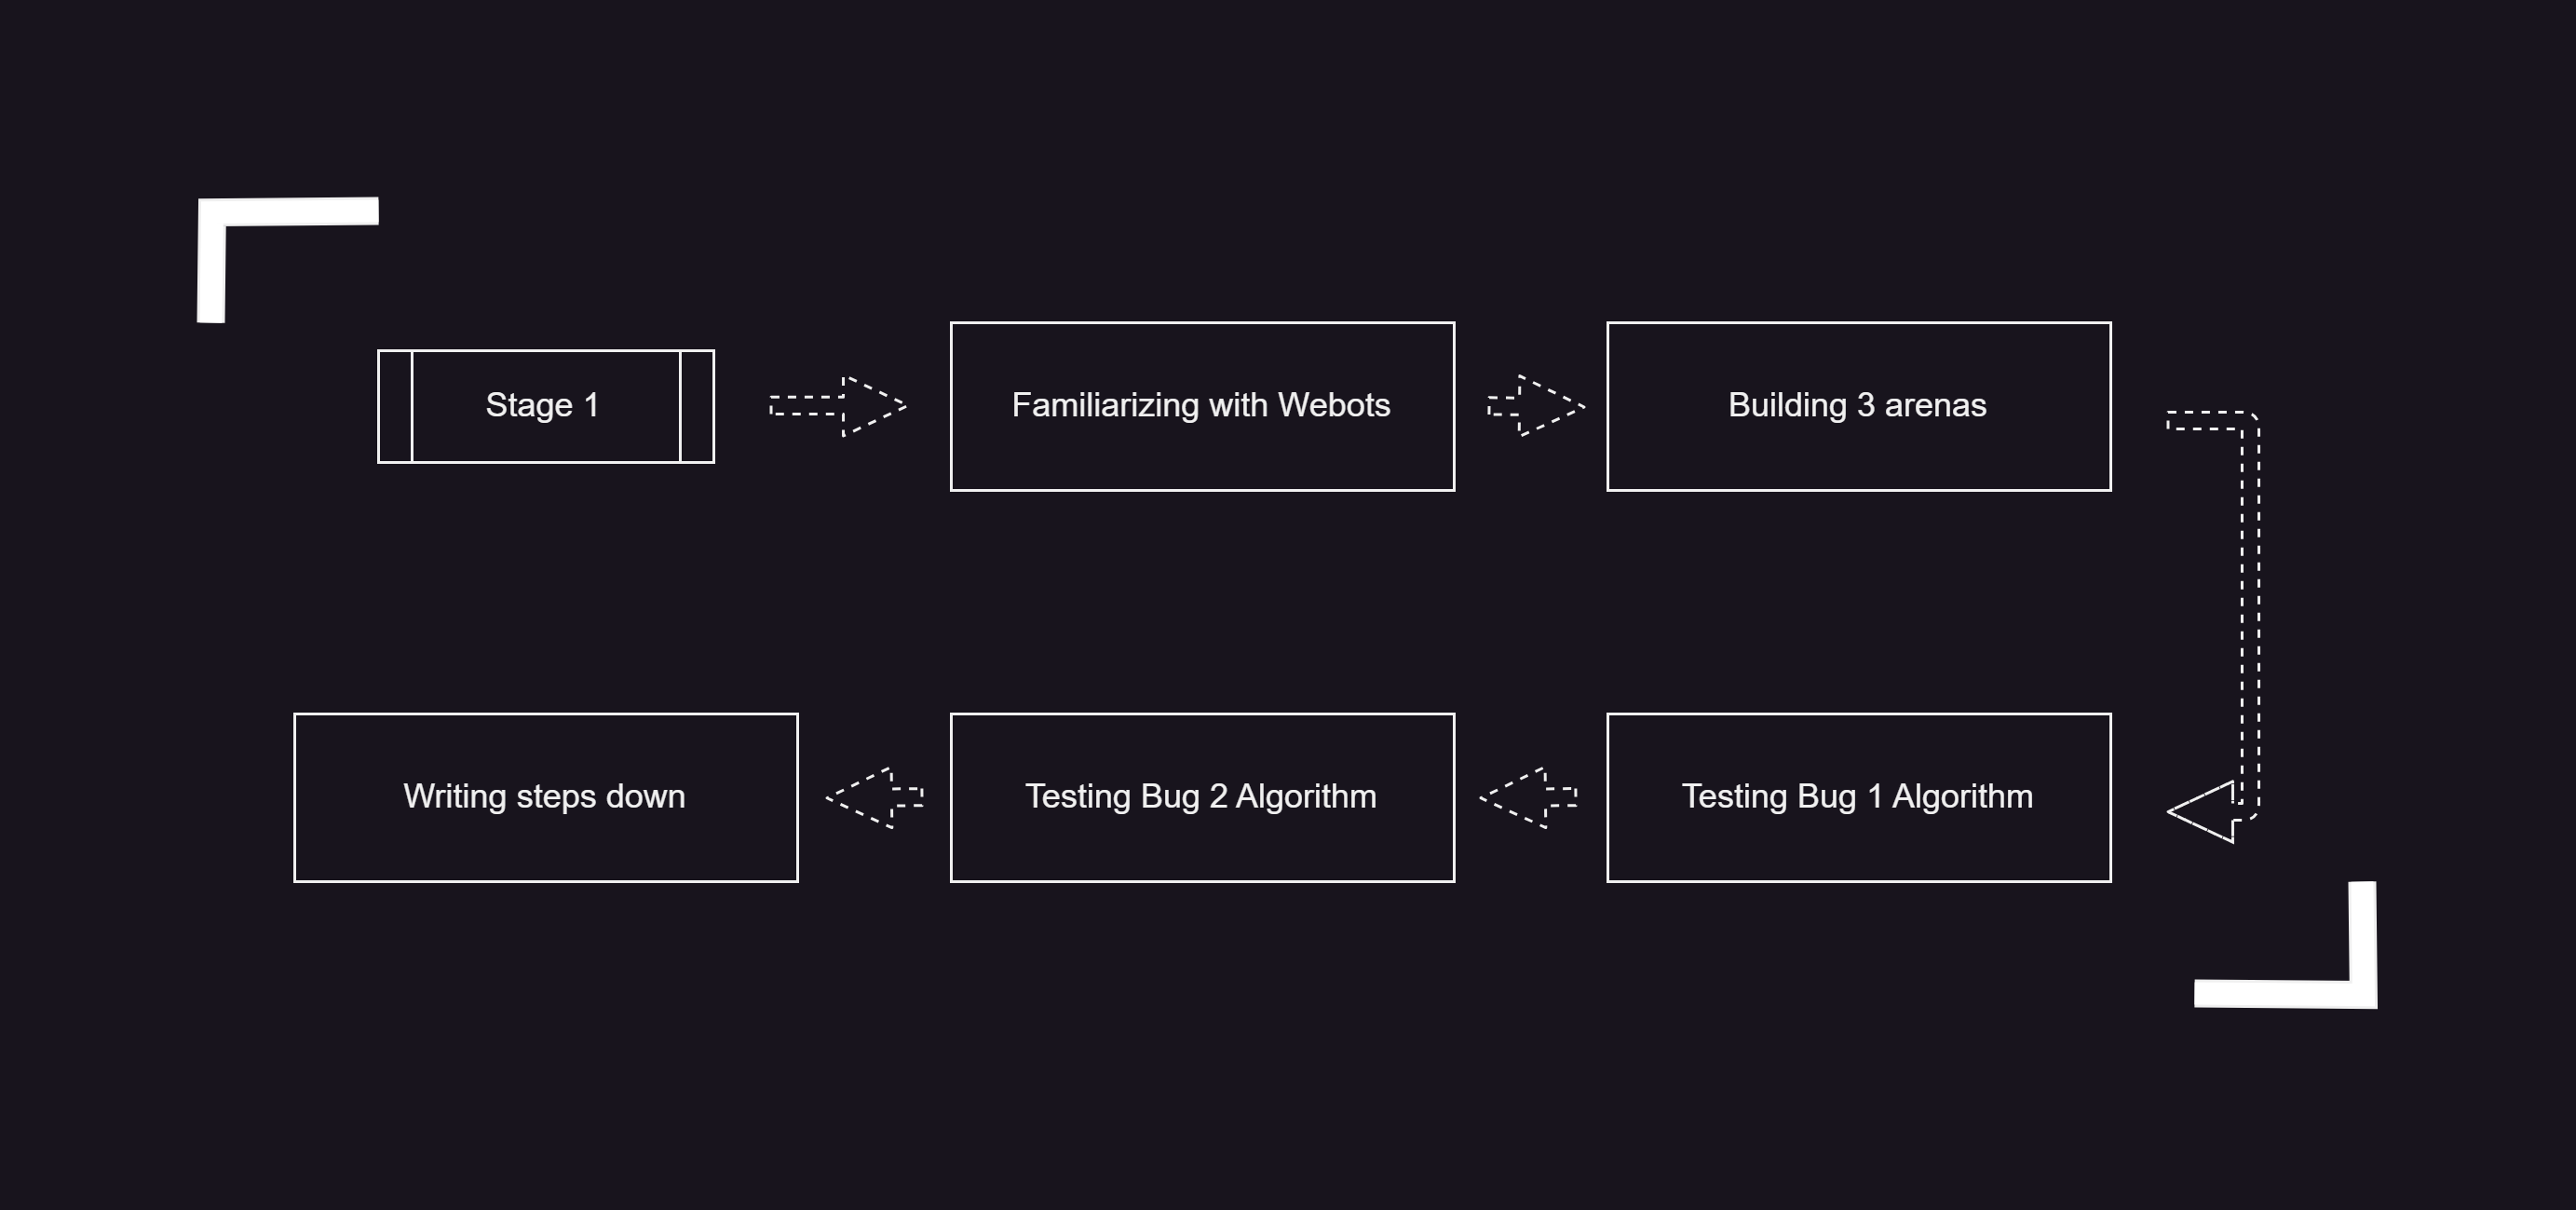 Stage 1
Familiarizing with Webots
Building 3 arenas
Testing Bug 1 Algorithm
Testing Bug 2 Algorithm
Writing steps down